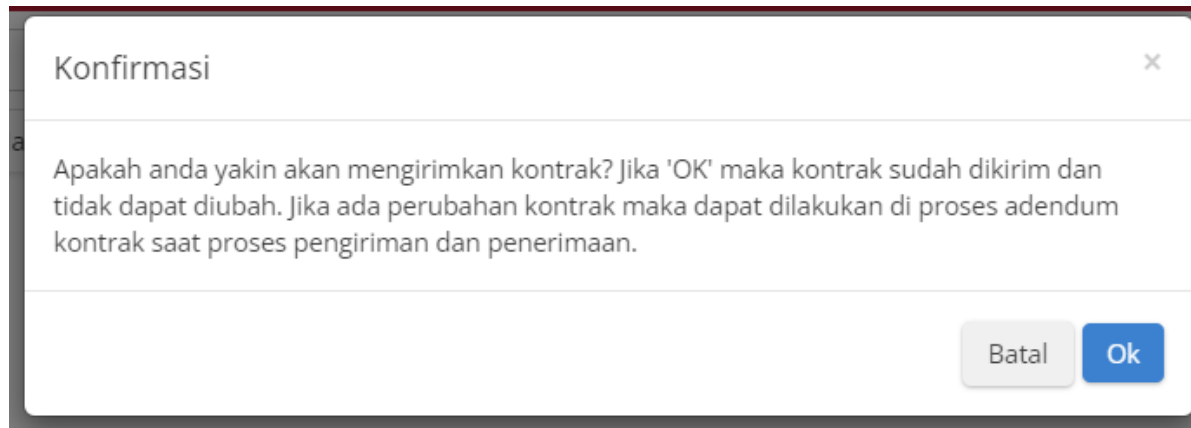 Konfirmasi ×
a
Apakah anda yakin akan mengirimkan kontrak? Jika 'OK' maka kontrak sudah dikirim dan
tidak dapat diubah. Jika ada perubahan kontrak maka dapat dilakukan di proses adendum
kontrak saat proses pengiriman dan penerimaan.
Batal Ok